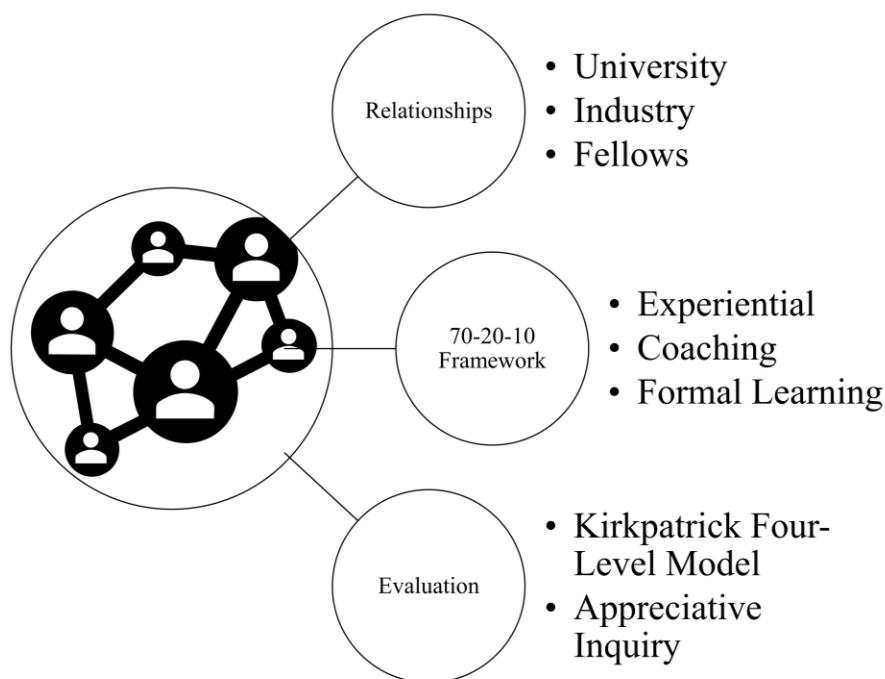 Relationships
• University
• Industry
• Fellows
70-20-10
Framework
• Experiential
• Coaching
• Formal Learning
Evaluation
• Kirkpatrick Four-
Level Model
• Appreciative
Inquiry